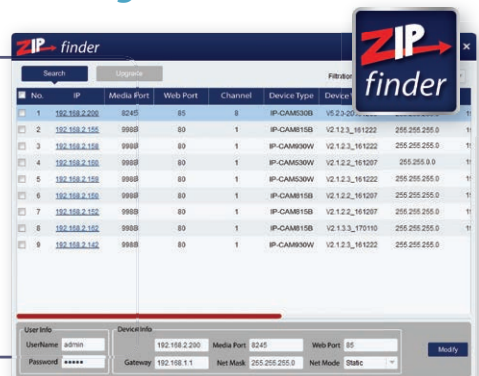 ZIP finder
ZIP
finder
Search Upgrade Filtration
No. IP Media Port Web Port Channel Device Type Device
1 192.168.2.200 8245 85 8 IP-CAM530B
2 192.168.2.155 9988 80 1 IP-CAM815B V2.1.2.3_161222 255.255.255.0
3 192.168.2.158 9988 80 1 IP-CAM930W V2.1.2.2_161222 255.255.255.0
4 192.168.2.160 9988 80 1 IP-CAM530W V2.1.2.2_161207 255.255.0.0
5 192.168.2.159 9988 80 1 IP-CAM530W V2.1.2.2_161222 255.255.255.0
6 192.168.2.150 9988 80 1 IP-CAM815B V2.1.2.2_161207 255.255.255.0
7 192.168.2.152 9988 80 1 IP-CAM815B V2.1.2.2_161207 255.255.255.0
8 192.168.2.162 9988 80 1 IP-CAM815B V2.1.3.3_170110 255.255.255.0
9 192.168.2.142 9988 80 1 IP-CAM930W V2.1.2.3_161222 255.255.255.0
User Info Device Info
UserName admin 192.168.2.200 Media Port 8245 Web Port 85 Modify
Password ***** Gateway 192.168.1.1 Net Mask 255.255.255.0 Net Mode Static